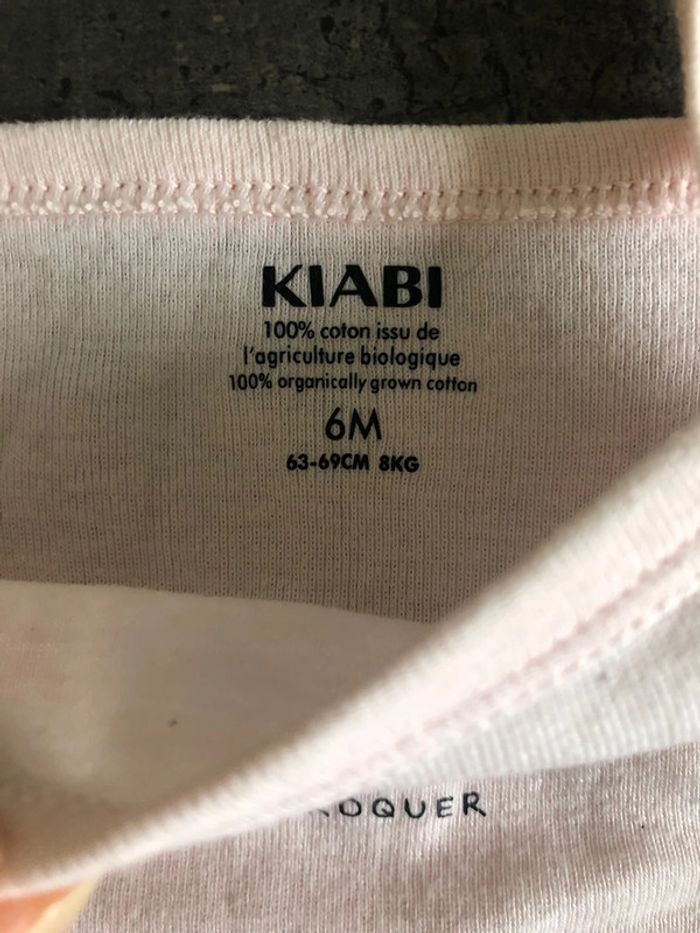 KIABI
100% coton issu de
l'agriculture biologique
100% organically grown cotton
6M
63-69CM 8KG